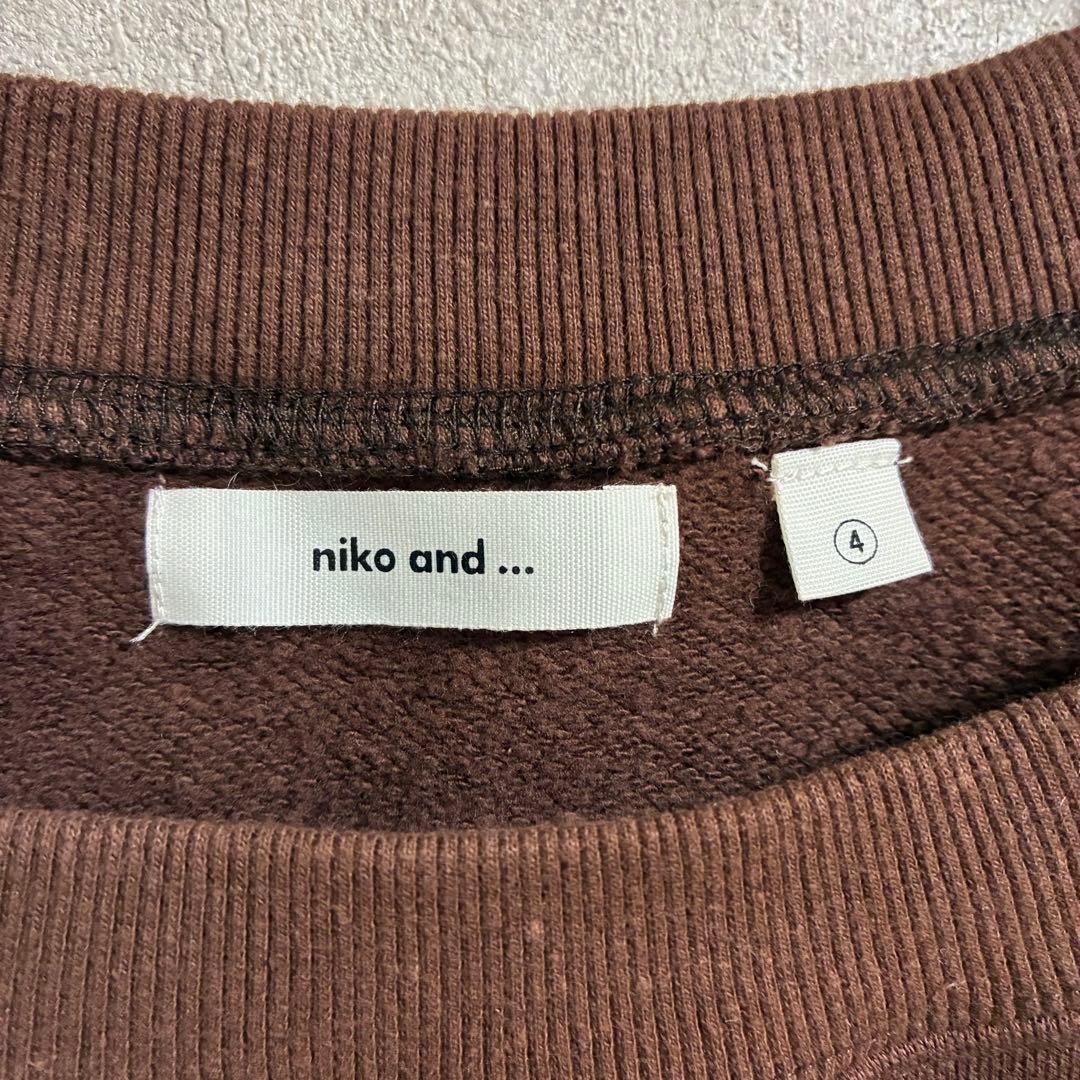 niko and ...
④